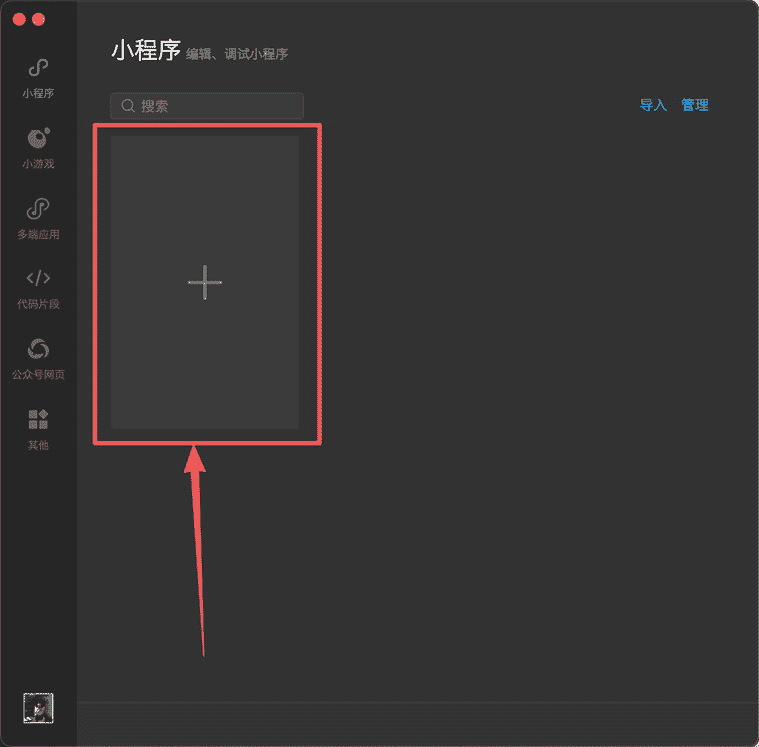 小程序 编辑、调试小程序
搜索
导入 管理
小程序
小游戏
多端应用
代码片段
公众号网页
其他